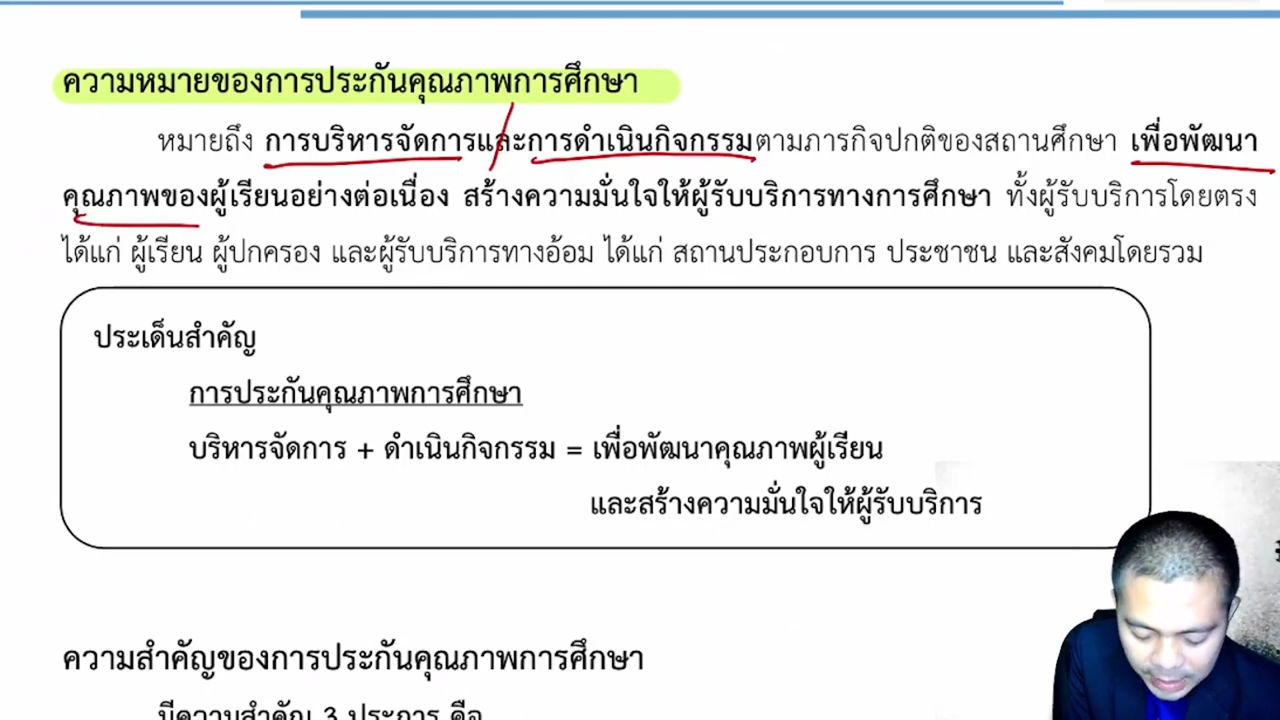 ความหมายของการประกันคุณภาพการศึกษา
หมายถึง การบริหารจัดการและการดำเนินกิจกรรมตามภารกิจปกติของสถานศึกษา เพื่อพัฒนา
คุณภาพของผู้เรียนอย่างต่อเนื่อง สร้างความมั่นใจให้ผู้รับบริการทางการศึกษา ทั้งผู้รับบริการโดยตรง
ได้แก่ ผู้เรียน ผู้ปกครอง และผู้รับบริการทางอ้อม ได้แก่ สถานประกอบการ ประชาชน และสังคมโดยรวม
ประเด็นสำคัญ
การประกันคุณภาพการศึกษา
บริหารจัดการ + ดำเนินกิจกรรม = เพื่อพัฒนาคุณภาพผู้เรียน
และสร้างความมั่นใจให้ผู้รับบริการ
ความสำคัญของการประกันคุณภาพการศึกษา
มีความสำคัญ 3 ประการ คือ